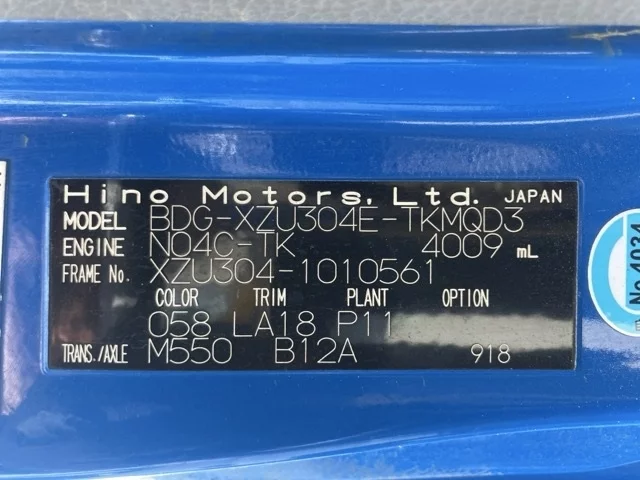 Hino Motors, Ltd. JAPAN
MODEL BDG-XZU304E-TKMQD3
ENGINE N04C-TK 4009 mL
FRAME No. XZU304-1010561
COLOR TRIM PLANT OPTION
058 LA18 P11
TRANS./AXLE M550 B12A 918
No.4034